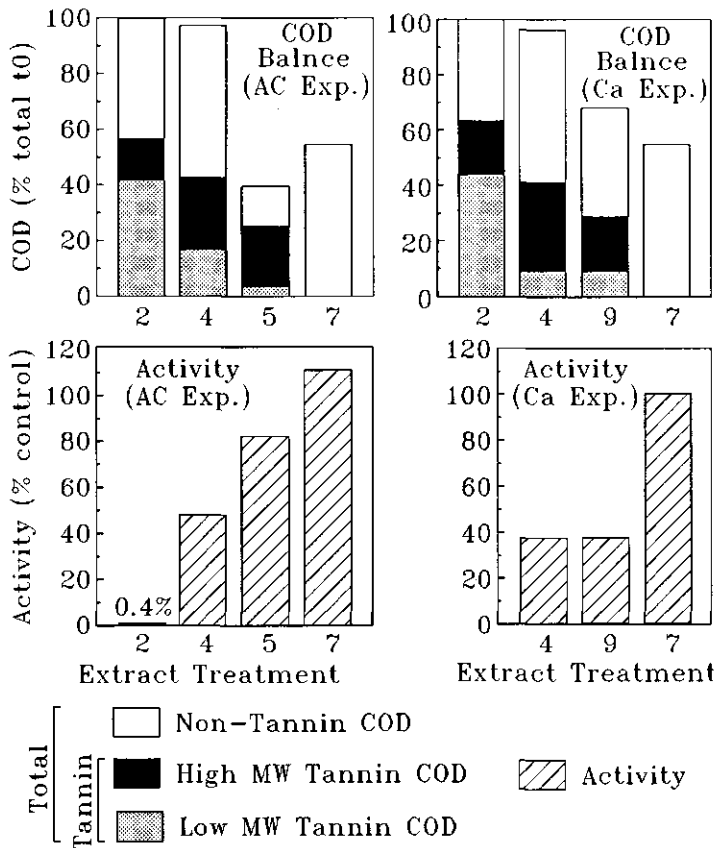 COD (% total t0)
100
80
60
40
20
0
COD
Balnce
(AC Exp.)
2 4 5 7
100
80
60
40
20
0
COD
Balnce
(Ca Exp.)
2 4 9 7
Activity (% control)
120
100
80
60
40
20
0
Activity
(AC Exp.)
0.4%
2 4 5 7
Extract Treatment
120
100
80
60
40
20
0
Activity
(Ca Exp.)
4 9 7
Extract Treatment
Total
Tannin
Non-Tannin COD
High MW Tannin COD
Low MW Tannin COD
Activity